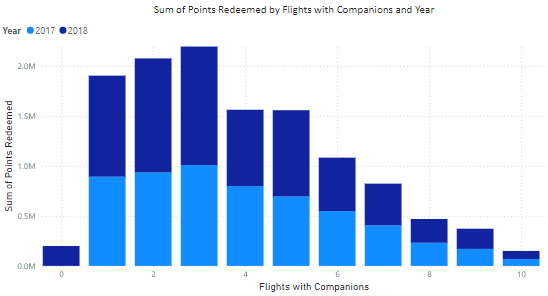 Sum of Points Redeemed by Flights with Companions and Year
Year 2017 2018
Sum of Points Redeemed
2.0M
1.5M
1.0M
0.5M
0.0M
0 2 4 6 8 10
Flights with Companions